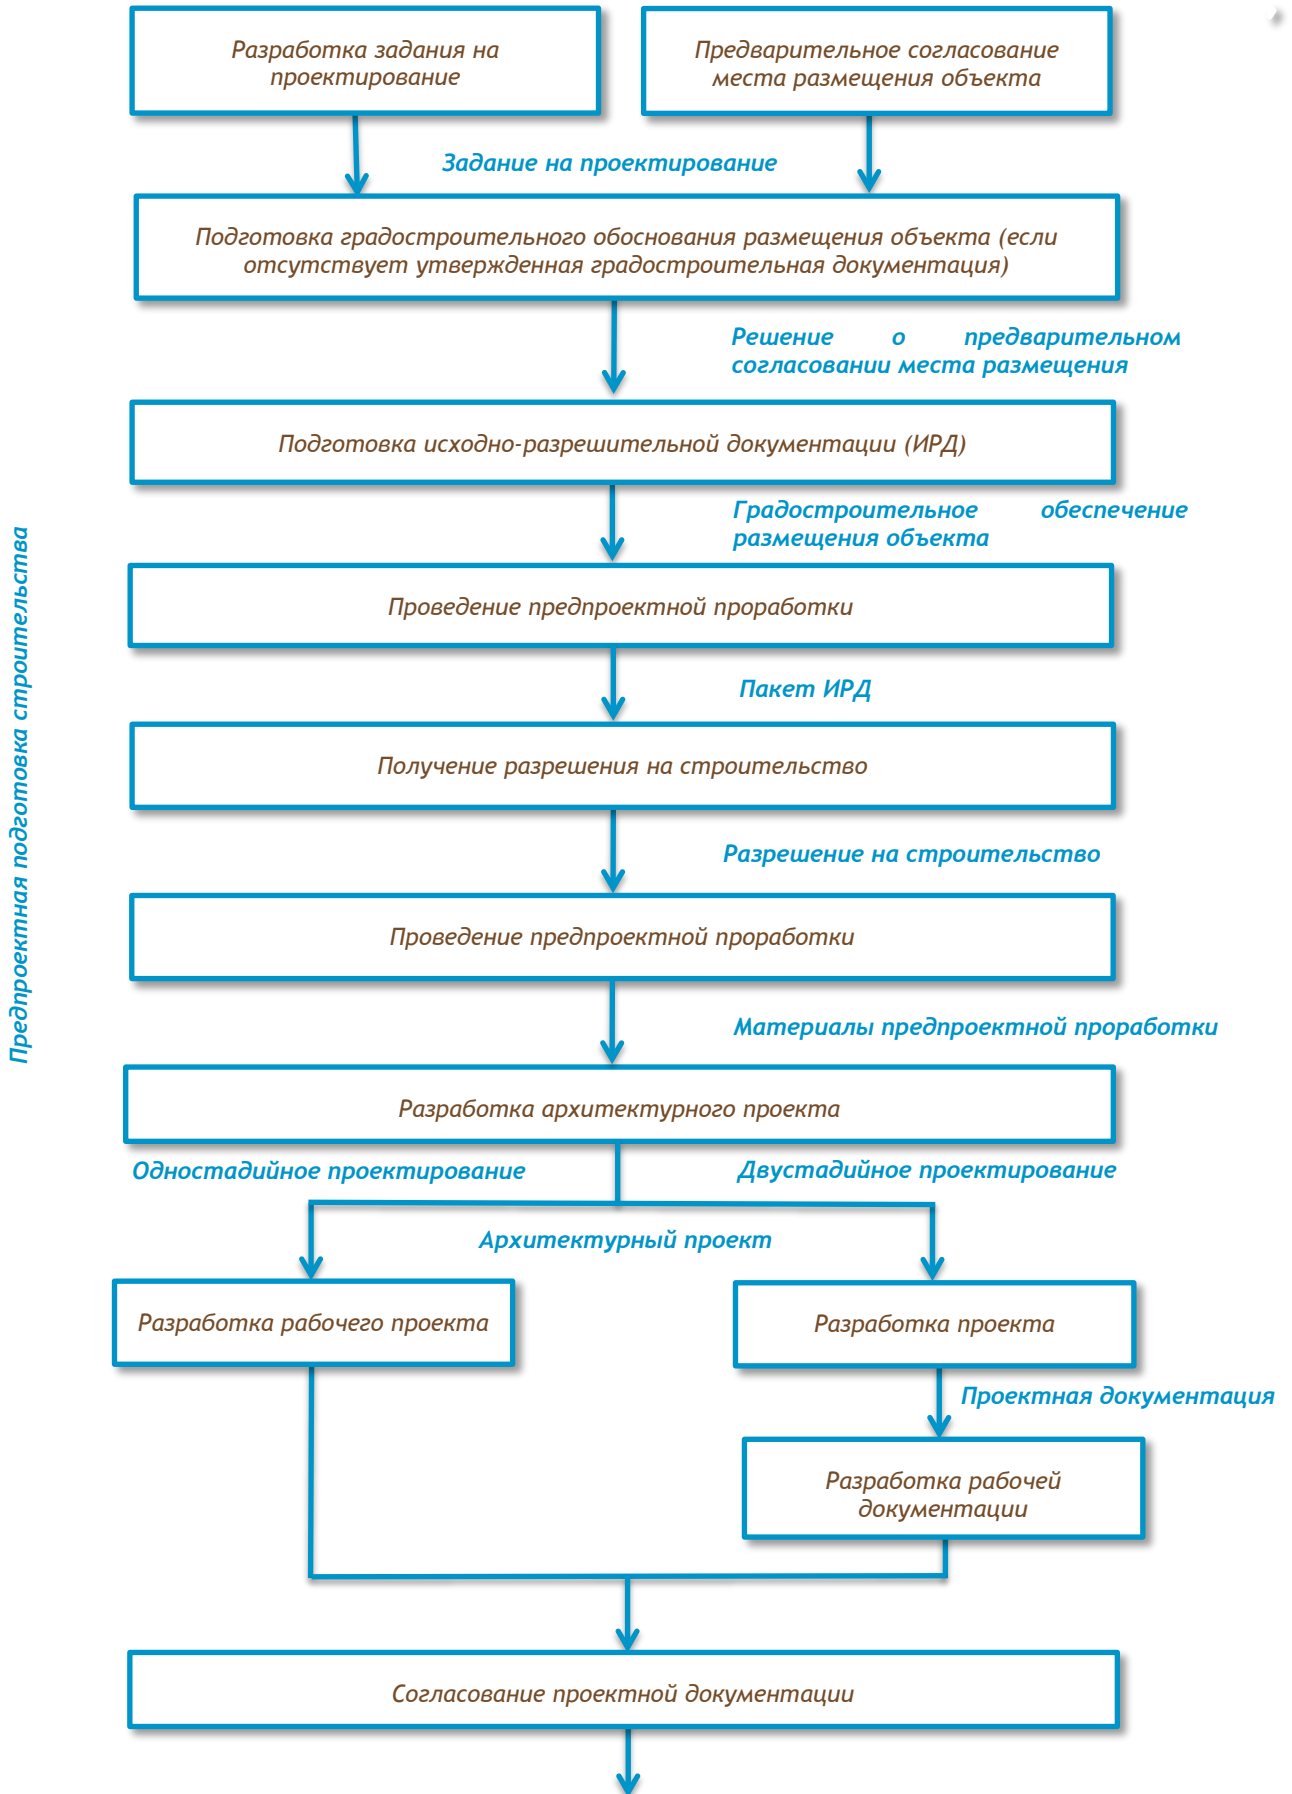 Разработка задания на
проектирование
Предварительное согласование
места размещения объекта
Задание на проектирование
Подготовка градостроительного обоснования размещения объекта (если
отсутствует утвержденная градостроительная документация)
Решение о предварительном
согласовании места размещения
Подготовка исходно-разрешительной документации (ИРД)
Градостроительное обеспечение
размещения объекта
Проведение предпроектной проработки
Пакет ИРД
Получение разрешения на строительство
Разрешение на строительство
Проведение предпроектной проработки
Материалы предпроектной проработки
Разработка архитектурного проекта
Одностадийное проектирование
Двустадийное проектирование
Архитектурный проект
Разработка рабочего проекта
Разработка проекта
Проектная документация
Разработка рабочей
документации
Согласование проектной документации
Предпроектная подготовка строительства